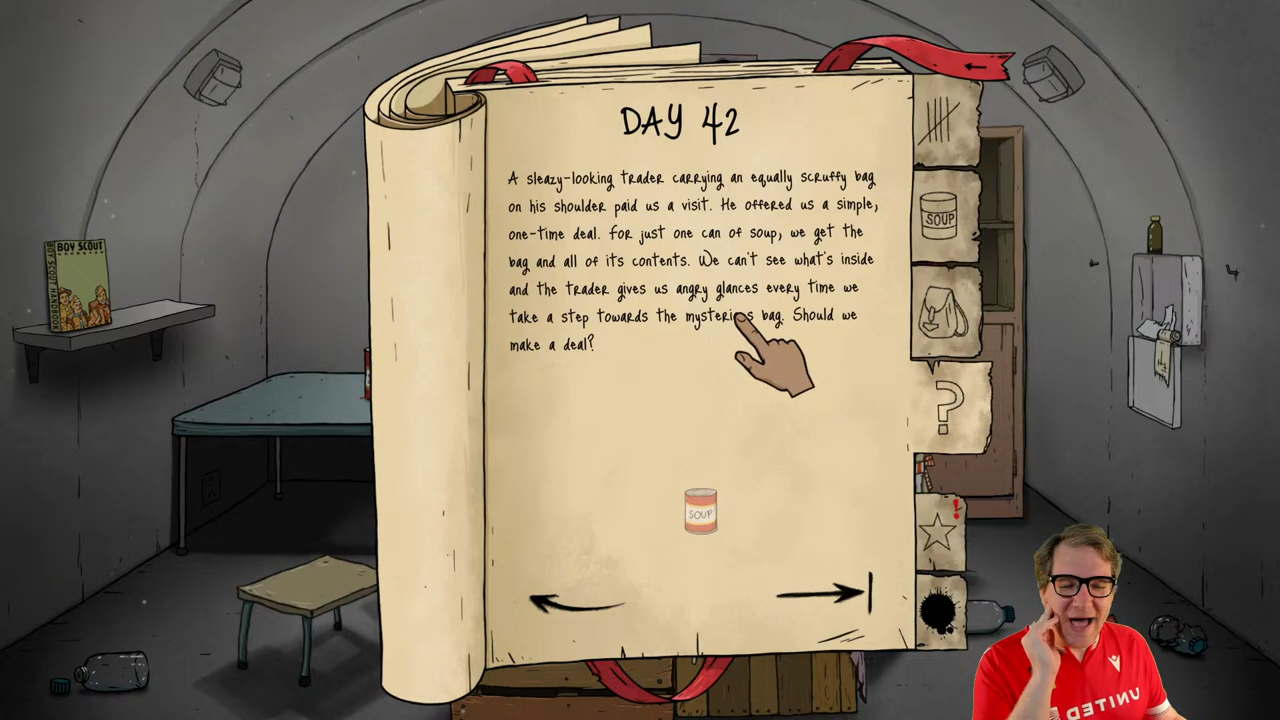 DAY 42
A sleazy-looking trader carrying an equally scruffy bag
on his shoulder paid us a visit. He offered us a simple,
one-time deal. For just one can of soup, we get the
bag and all of its contents. We can't see what's inside
and the trader gives us angry glances every time we
take a step towards the mysterious bag. Should we
make a deal?
SOUP
SOUP
?
!
BOY SCOUT
BOY SCOUT HANDBOOK
UNITED